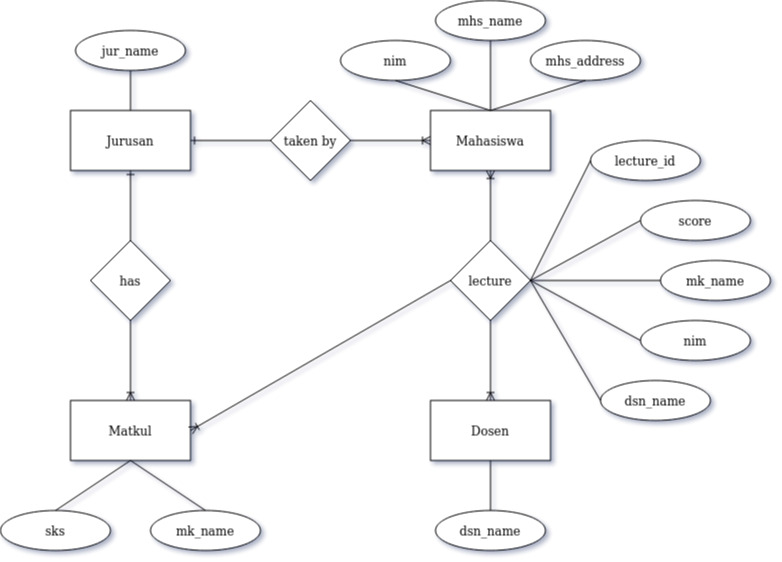 mhs_name
jur_name
nim
mhs_address
Jurusan
taken by
Mahasiswa
lecture_id
score
has
lecture
mk_name
nim
dsn_name
Matkul
Dosen
sks
mk_name
dsn_name